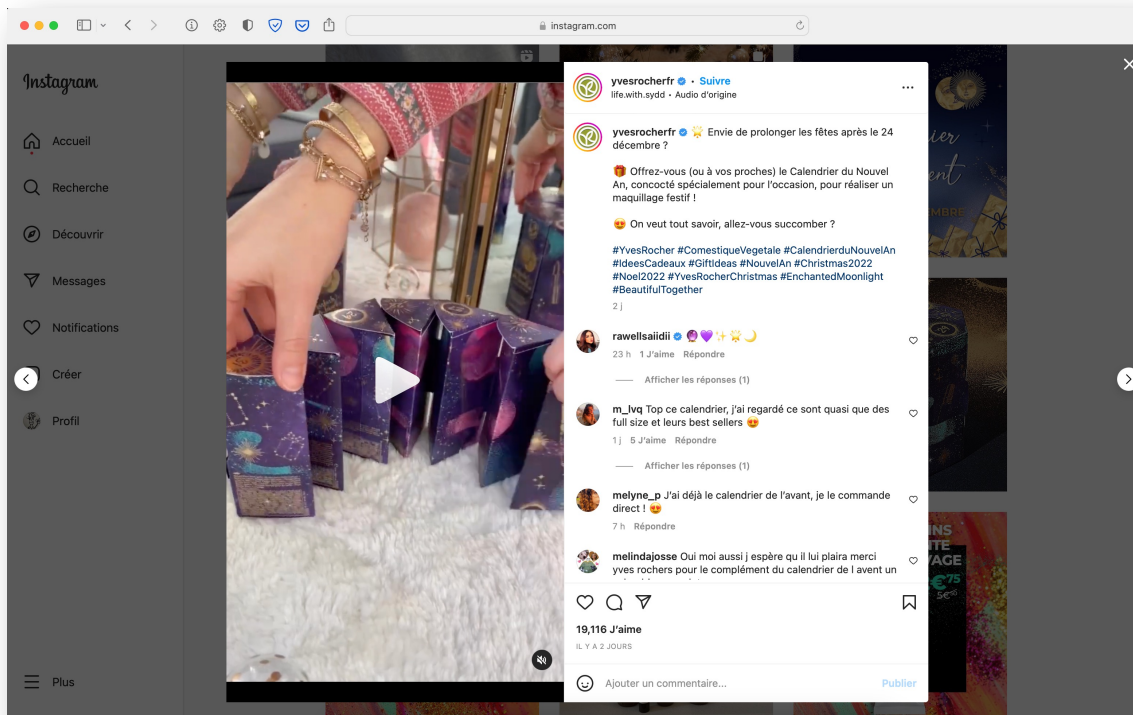 instagram.com
Instagram
Accueil
Recherche
Découvrir
Messages
Notifications
Créer
Profil
Plus
yvesrocherfr • Suivre
life.with.sydd • Audio d'origine
yvesrocherfr 🌟 Envie de prolonger les fêtes après le 24
décembre ?
🎁 Offrez-vous (ou à vos proches) le Calendrier du Nouvel
An, concocté spécialement pour l'occasion, pour réaliser un
maquillage festif !
😍 On veut tout savoir, allez-vous succomber ?
#YvesRocher #ComestiqueVegetale #CalendrierduNouvelAn
#IdeesCadeaux #GiftIdeas #NouvelAn #Christmas2022
#Noel2022 #YvesRocherChristmas #EnchantedMoonlight
#BeautifulTogether
2 j
rawellsaiidii 🔮💜✨🌟🌙
23 h 1 J'aime Répondre
Afficher les réponses (1)
m_lvq Top ce calendrier, j'ai regardé ce sont quasi que des
full size et leurs best sellers 😍
1 j 5 J'aime Répondre
Afficher les réponses (1)
melyne_p J'ai déjà le calendrier de l'avant, je le commande
direct ! 😍
7 h Répondre
melindajosse Oui moi aussi j espère qu il lui plaira merci
yves rochers pour le complément du calendrier de l avent un
19,116 J'aime
IL Y A 2 JOURS
Ajouter un commentaire...
Publier